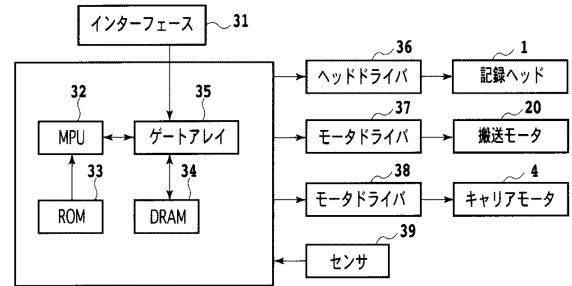 インターフェース
31
36
ヘッドドライバ
1
記録ヘッド
32
MPU
35
ゲートアレイ
37
モータドライバ
20
搬送モータ
33
ROM
34
DRAM
38
モータドライバ
4
キャリアモータ
39
センサ